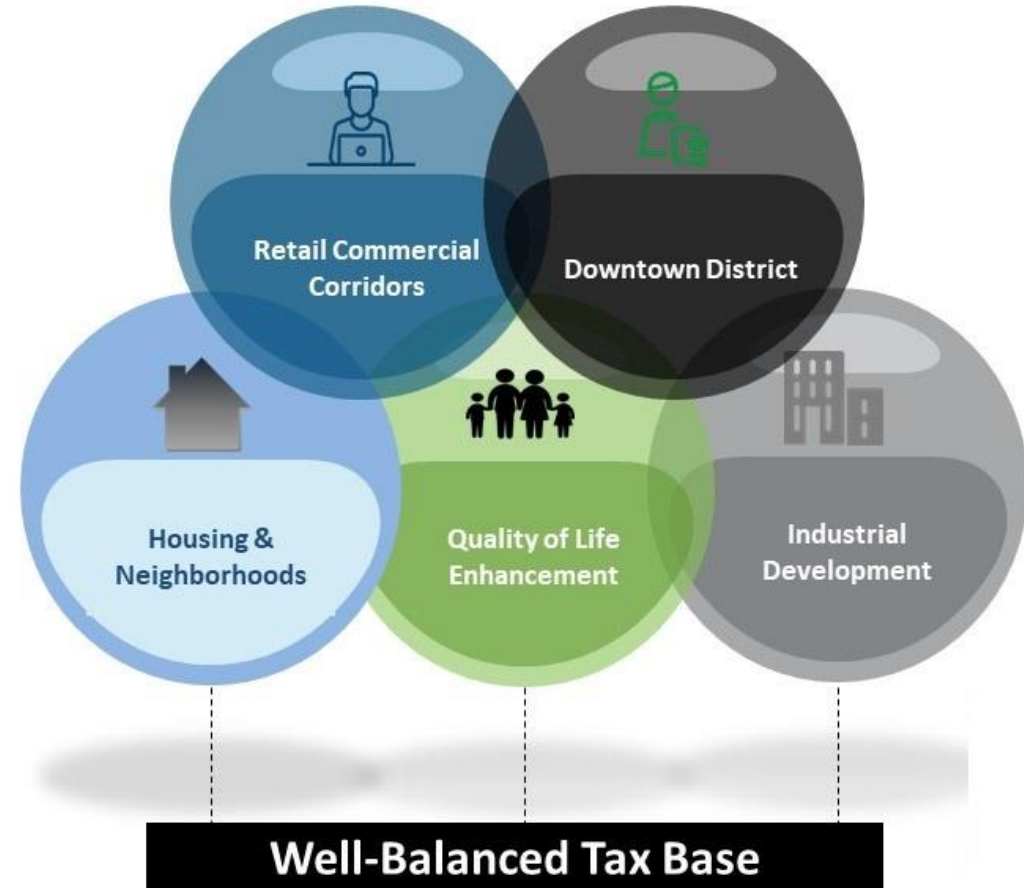 Retail Commercial
Corridors
Downtown District
Housing &
Neighborhoods
Quality of Life
Enhancement
Industrial
Development
Well-Balanced Tax Base